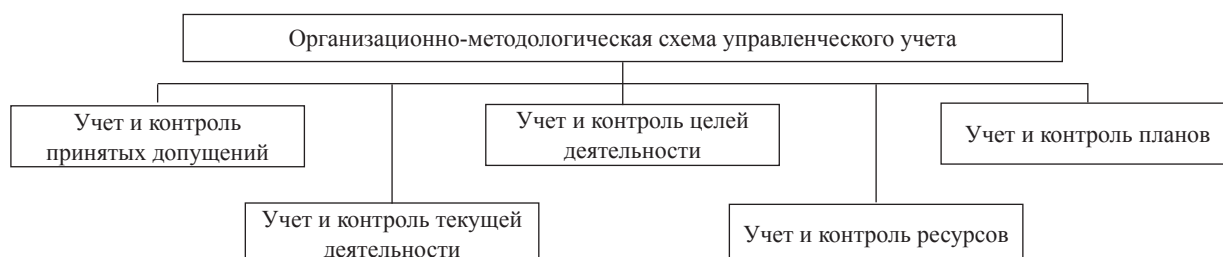 Организационно-методологическая схема управленческого учета
Учет и контроль
принятых допущений
Учет и контроль целей
деятельности
Учет и контроль планов
Учет и контроль текущей
деятельности
Учет и контроль ресурсов